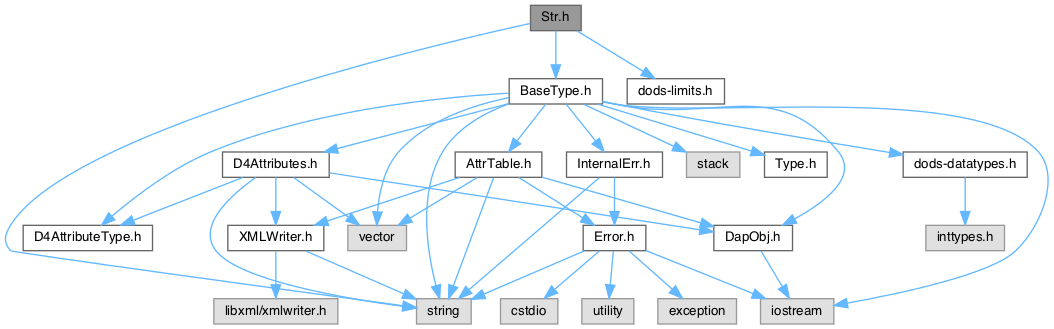 Str.h
BaseType.h
dods-limits.h
D4Attributes.h
AttrTable.h
InternalErr.h
stack
Type.h
dods-datatypes.h
D4AttributeType.h
XMLWriter.h
vector
Error.h
DapObj.h
inttypes.h
libxml/xmlwriter.h
string
cstdio
utility
exception
iostream